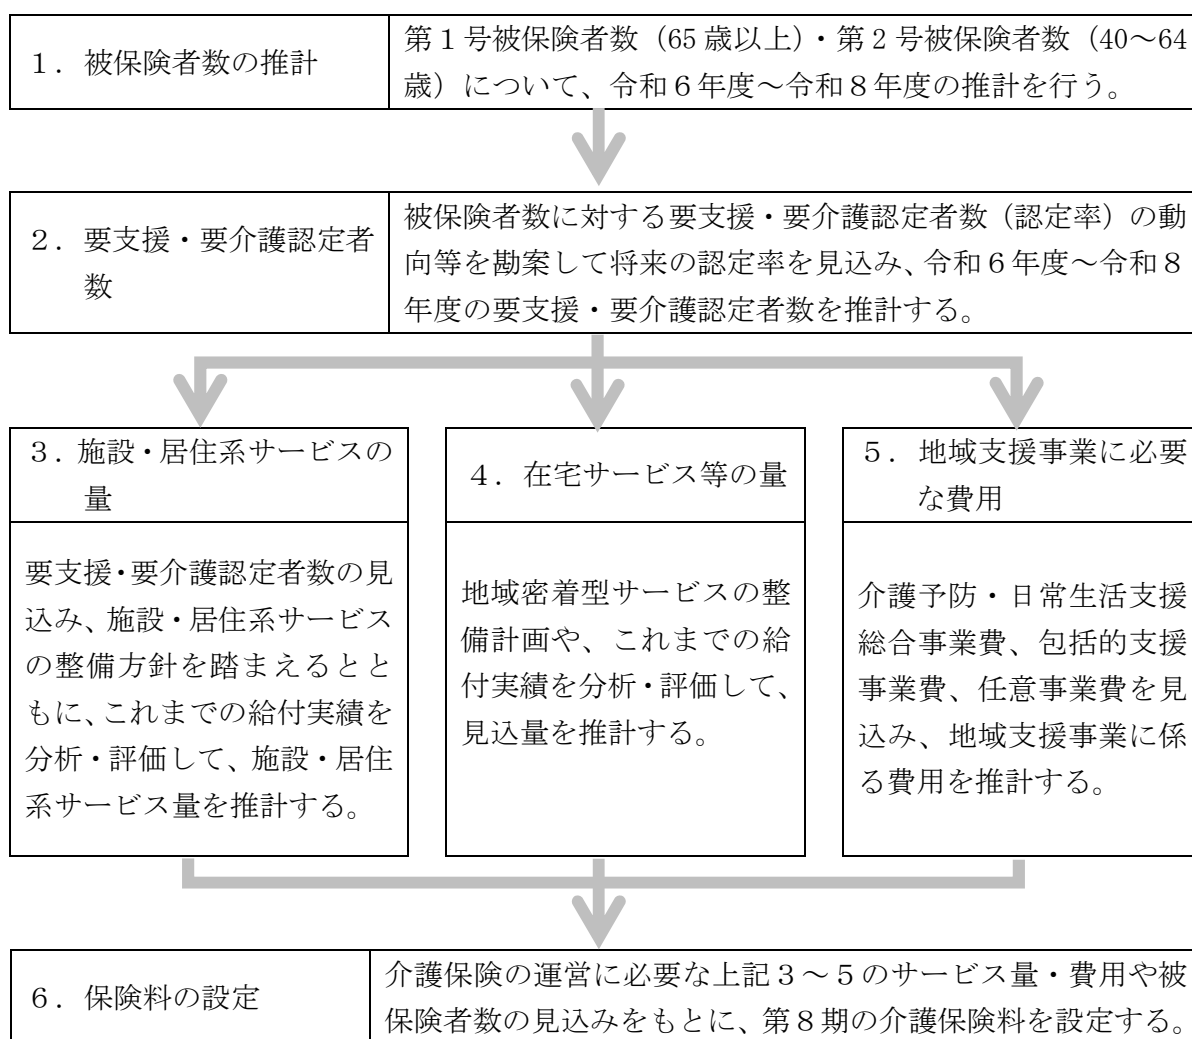 １．被保険者数の推計
第１号被保険者数（65 歳以上）・第２号被保険者数（40～64
歳）について、令和６年度～令和８年度の推計を行う。
２．要支援・要介護認定者
数
被保険者数に対する要支援・要介護認定者数（認定率）の動
向等を勘案して将来の認定率を見込み、令和６年度～令和８
年度の要支援・要介護認定者数を推計する。
３．施設・居住系サービスの
量
要支援・要介護認定者数の見
込み、施設・居住系サービス
の整備方針を踏まえるとと
もに、これまでの給付実績を
分析・評価して、施設・居住
系サービス量を推計する。
４．在宅サービス等の量
地域密着型サービスの整
備計画や、これまでの給
付実績を分析・評価して、
見込量を推計する。
５．地域支援事業に必要
な費用
介護予防・日常生活支援
総合事業費、包括的支援
事業費、任意事業費を見
込み、地域支援事業に係
る費用を推計する。
６．保険料の設定
介護保険の運営に必要な上記３～５のサービス量・費用や被
保険者数の見込みをもとに、第８期の介護保険料を設定する。